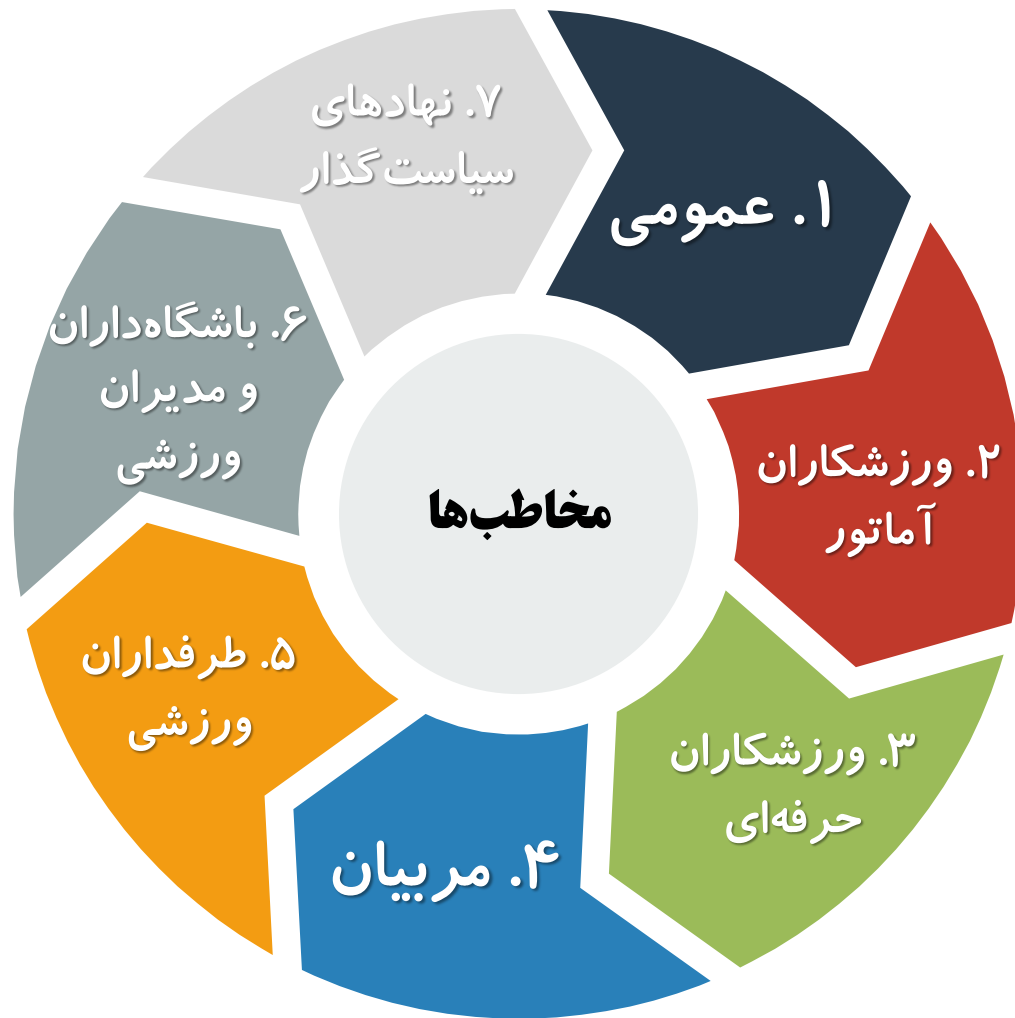 ۱. عمومی
۲. ورزشکاران
آماتور
۳. ورزشکاران
حرفه‌ای
۴. مربیان
۵. طرفداران
ورزشی
۶. باشگاه‌داران
و مدیران
ورزشی
۷. نهادهای
سیاست‌گذار
مخاطب‌ها